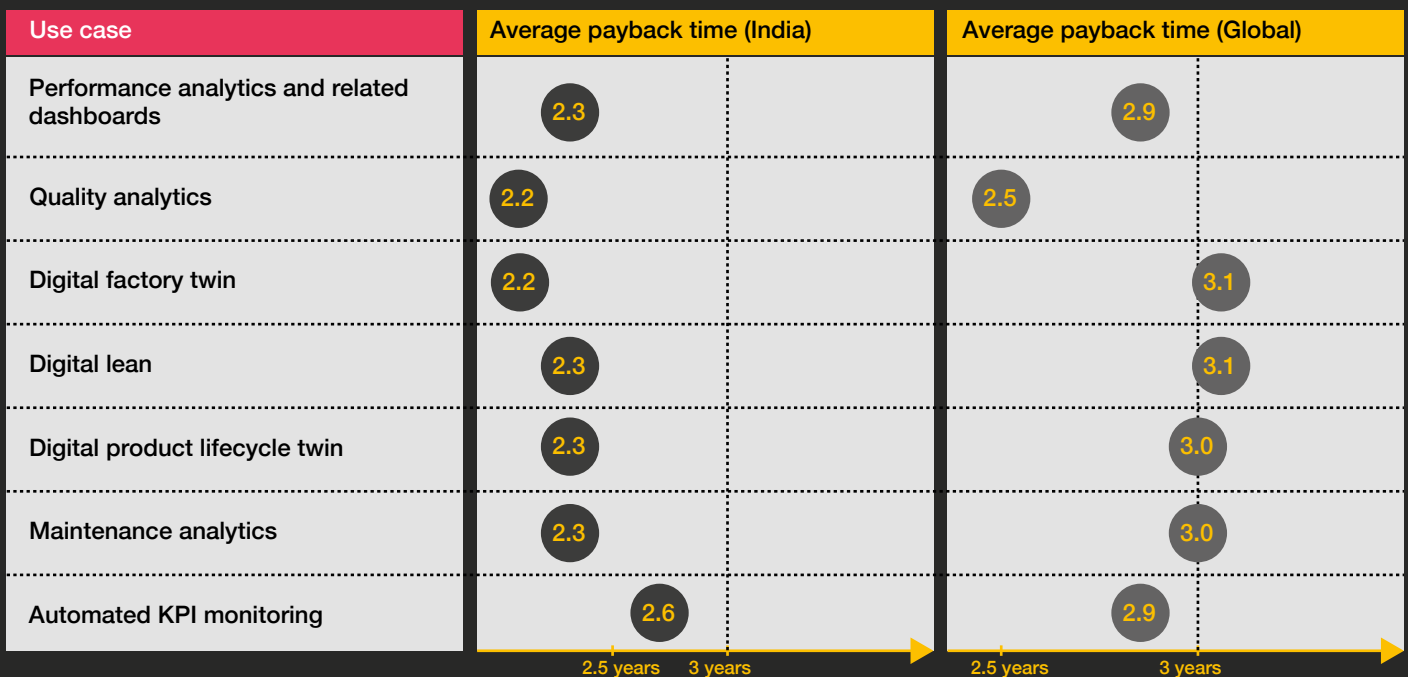 Use case
Average payback time (India)
Average payback time (Global)
Performance analytics and related
dashboards
2.3
2.9
Quality analytics
2.2
2.5
Digital factory twin
2.2
3.1
Digital lean
2.3
3.1
Digital product lifecycle twin
2.3
3.0
Maintenance analytics
2.3
3.0
Automated KPI monitoring
2.6
2.9
2.5 years
3 years
2.5 years
3 years